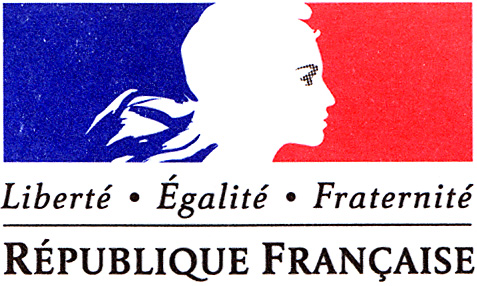 Liberté • Égalité • Fraternité
RÉPUBLIQUE FRANÇAISE